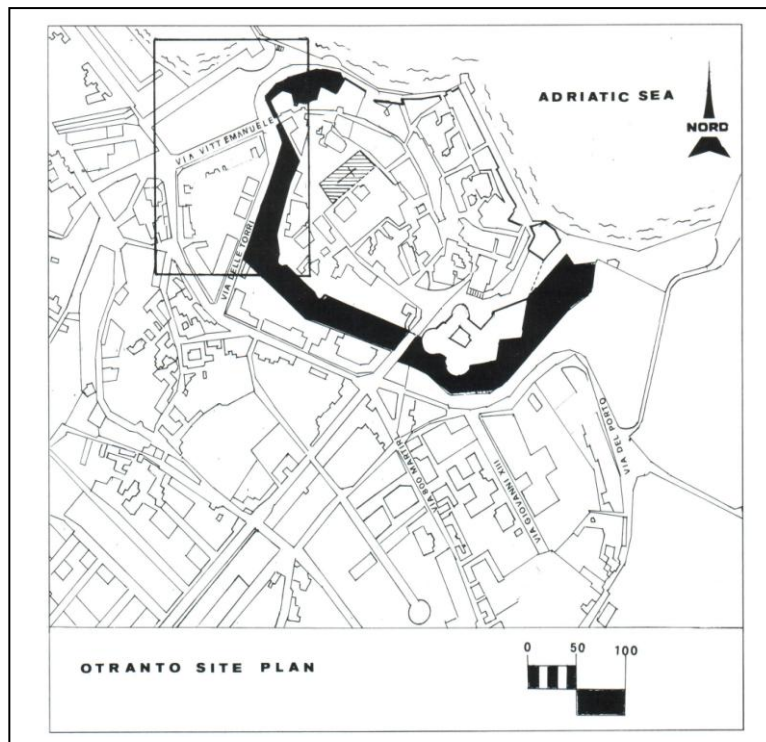 ADRIATIC SEA
NORD
VIA VITT.EMANUELE
VIA DELLE TORRI
VIA DEL PORTO
VIA 800 MARTIRI
VIA GIOVANNI XIII
OTRANTO SITE PLAN
0 50 100